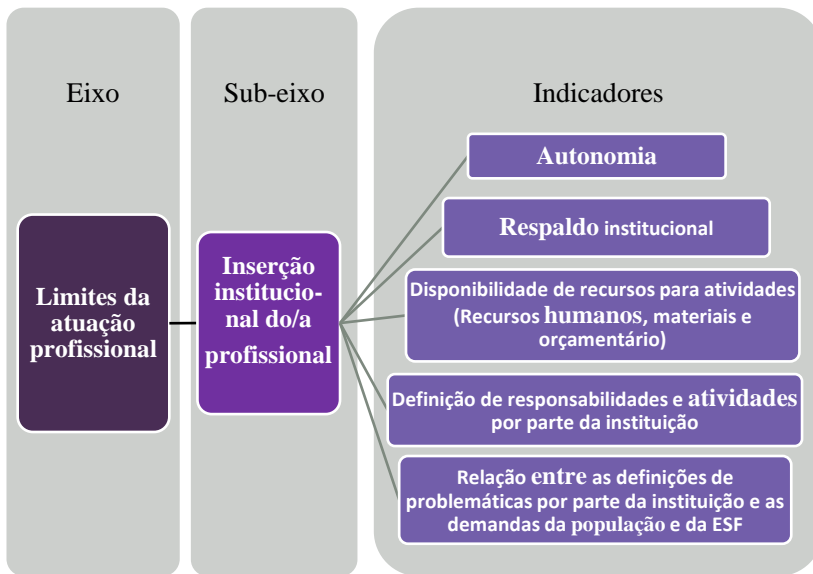 Eixo
Sub-eixo
Indicadores
Limites da
atuação
profissional
Inserção
institucio-
nal do/a
profissional
Autonomia
Respaldo institucional
Disponibilidade de recursos para atividades
(Recursos humanos, materiais e
orçamentário)
Definição de responsabilidades e atividades
por parte da instituição
Relação entre as definições de
problemáticas por parte da instituição e as
demandas da população e da ESF